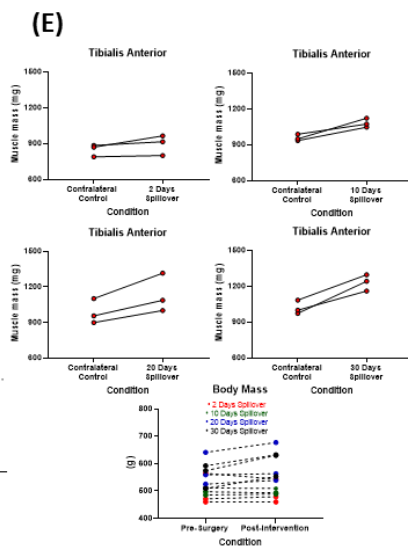 (E)
Tibialis Anterior
1500
1200
900
600
Muscle mass (mg)
Contralateral Control
2 Days Spillover
Condition
Tibialis Anterior
1500
1200
900
600
Muscle mass (mg)
Contralateral Control
10 Days Spillover
Condition
Tibialis Anterior
1500
1200
900
600
Muscle mass (mg)
Contralateral Control
20 Days Spillover
Condition
Tibialis Anterior
1500
1200
900
600
Muscle mass (mg)
Contralateral Control
30 Days Spillover
Condition
Body Mass
2 Days Spillover
10 Days Spillover
20 Days Spillover
30 Days Spillover
800
700
600
500
400
(g)
Pre-Surgery
Post-Intervention
Condition